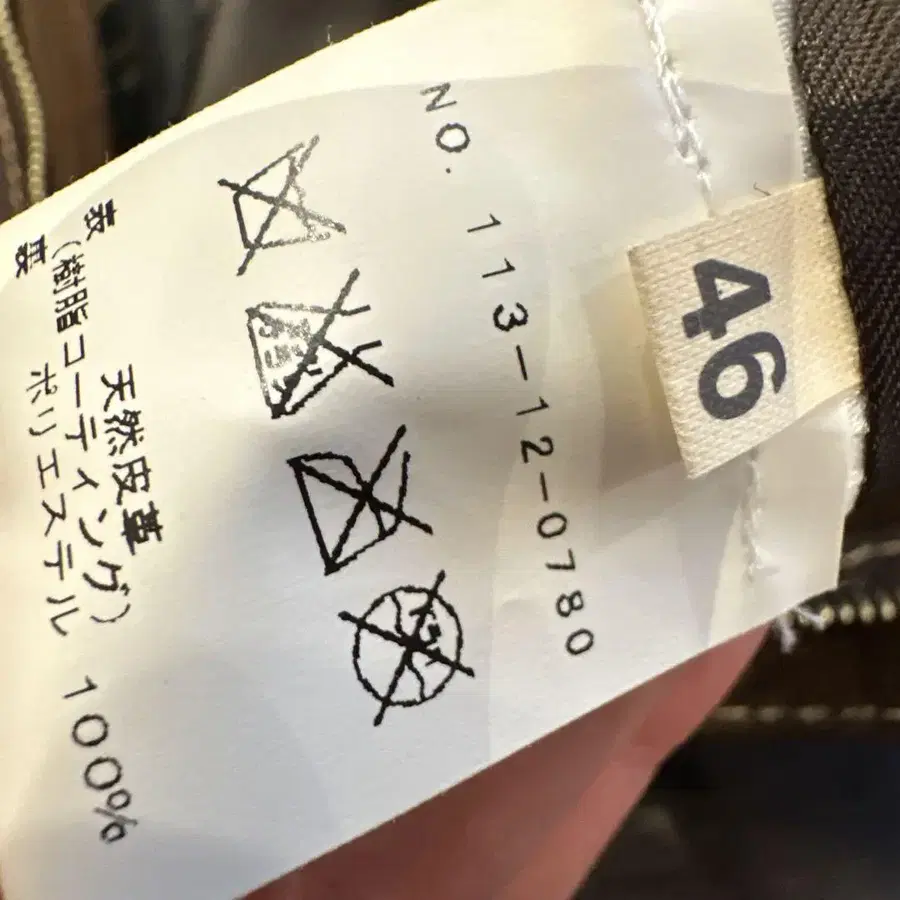 46
NO. 113-12-0780
表 天然皮革
(樹脂コーティング)
裏 ポリエステル 100%